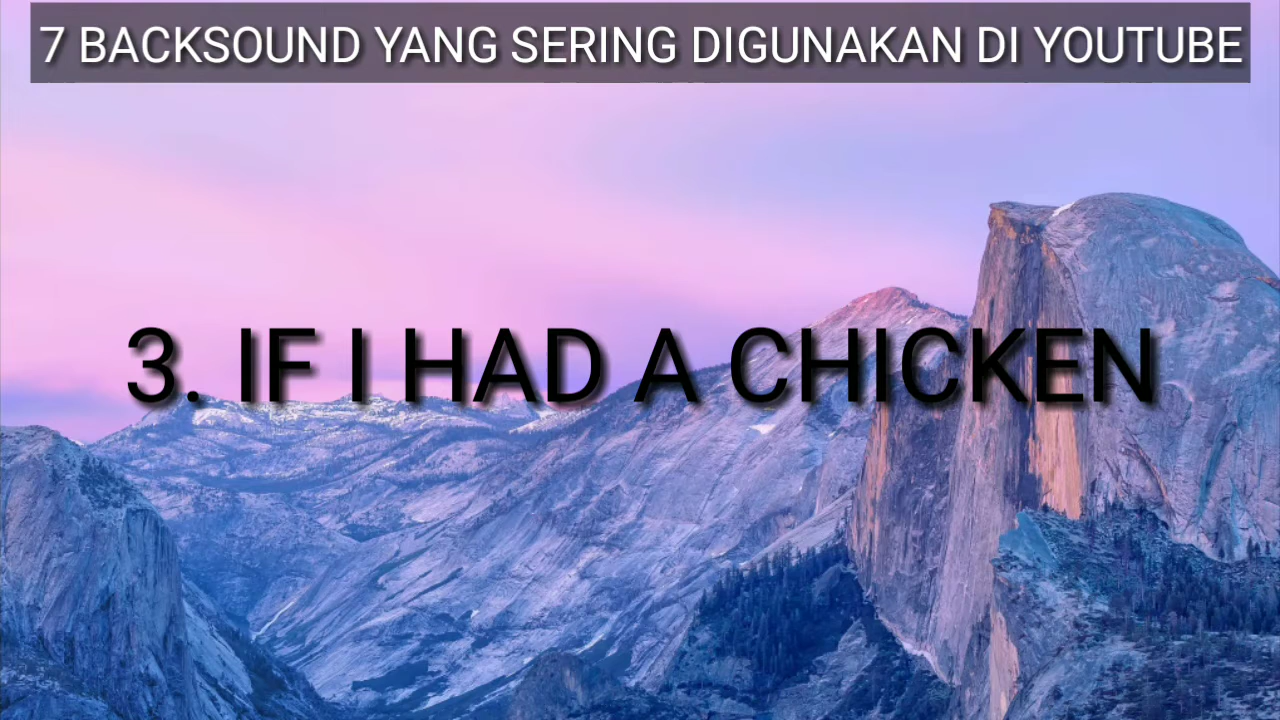 7 BACKSOUND YANG SERING DIGUNAKAN DI YOUTUBE
3. IF I HAD A CHICKEN